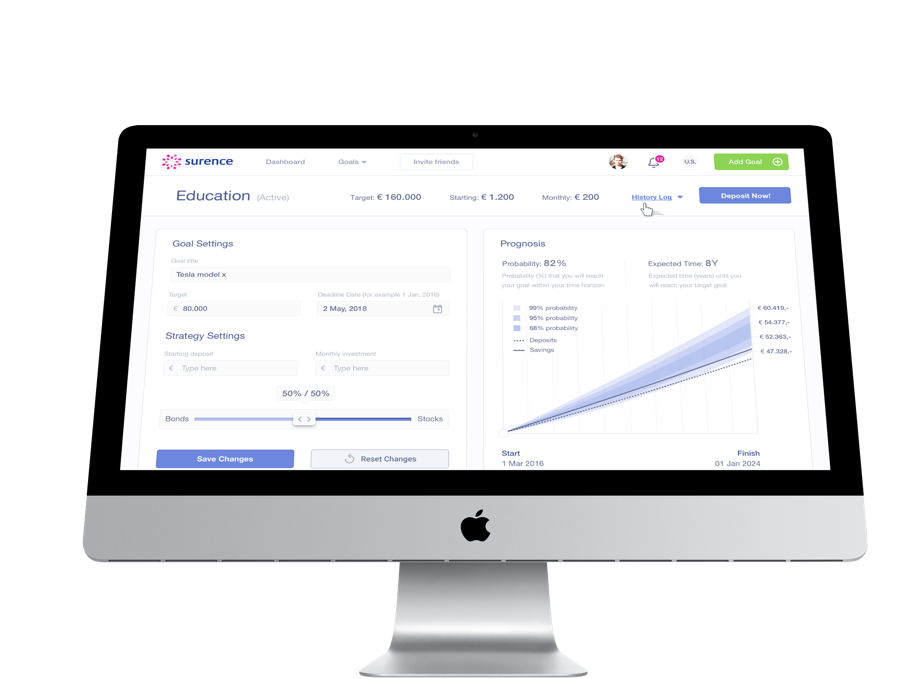 surence
Dashboard
Goals
Invite friends
12
U.S.
Add Goal
Education (Active)
Target: € 160.000
Starting: € 1.200
Monthly: € 200
History Log
Deposit Now!
Goal Settings
Goal title
Tesla model x
Target
€ 80.000
Deadline Date (for example 1 Jan, 2016)
2 May, 2018
Strategy Settings
Starting deposit
€ Type here
Monthly investment
€ Type here
50% / 50%
Bonds
Stocks
Save Changes
Reset Changes
Prognosis
Probability: 82%
Probability (%) that you will reach
your goal within your time horizon
Expected Time: 8Y
Expected time (years) until you
will reach your target goal
99% probability
95% probability
68% probability
Deposits
Savings
€ 60.419,-
€ 54.377,-
€ 52.363,-
€ 47.328,-
Start
1 Mar 2016
Finish
01 Jan 2024